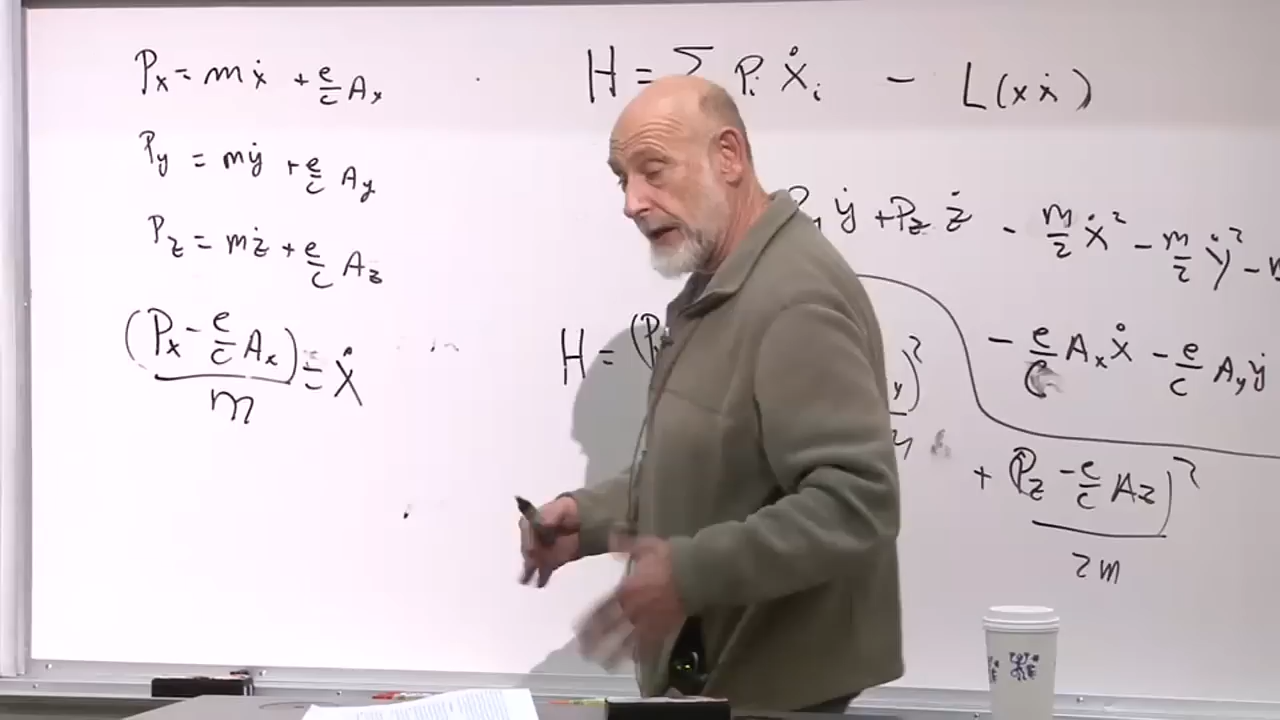 Px = mẋ + e/c Ax
Py = mẏ + e/c Ay
Pz = mż + e/c Az
(Px - e/c Ax)/m = Ẋ
H = Σ Pi Ẋi - L(x ẋ)
ẏ + Pz ż - m/2 ẋ² - m/2 ẏ² -
- e/c Ax Ẋ - e/c Ay ẏ
H = (P )²
+ (Pz - e/c Az)²/2m